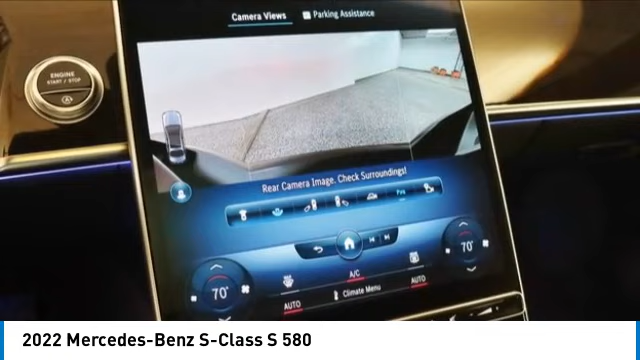 Camera Views Parking Assistance
ENGINE
START / STOP
Rear Camera Image. Check Surroundings!
70°
A/C
70°
AUTO
Climate Menu
AUTO
2022 Mercedes-Benz S-Class S 580